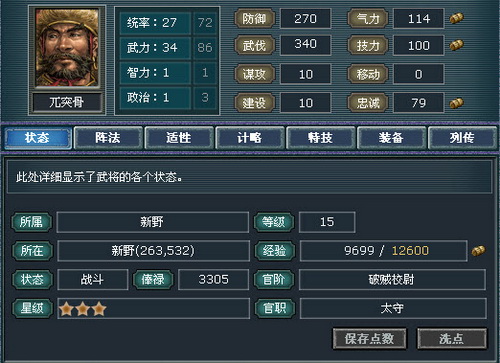 统率：27 72 防御 270 气力 114
武力：34 86 武伐 340 技力 100
智力：1 1 谋攻 10 移动 0
政治：1 3 建设 10 忠诚 79
兀突骨
状态 阵法 适性 计略 特技 装备 列传
此处详细显示了武将的各个状态。
所属 新野 等级 15
所在 新野(263,532) 经验 9699 / 12600
状态 战斗 俸禄 3305 官阶 破贼校尉
星级 官职 太守
保存点数 洗点